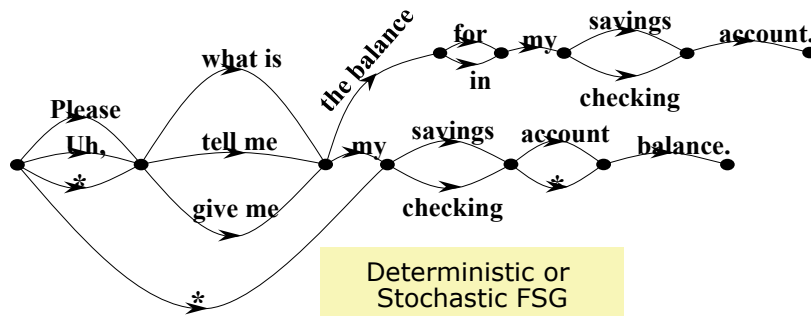 savings
for
my
account.
what is
the balance
in
checking
Please
Uh,
tell me
my
savings
account
balance.
*
*
give me
checking
*
Deterministic or
Stochastic FSG